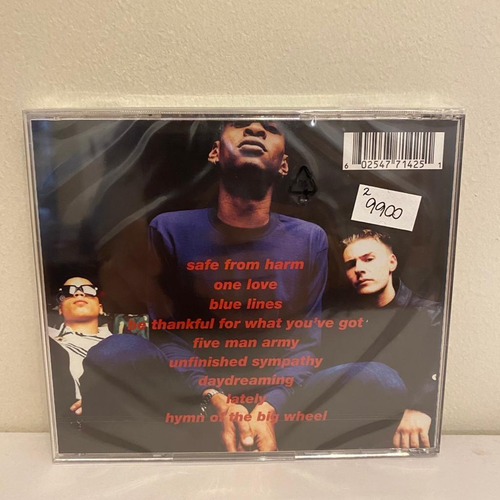 6 02547 71425 1
2
9900
safe from harm
one love
blue lines
be thankful for what you've got
five man army
unfinished sympathy
daydreaming
lately
hymn of the big wheel